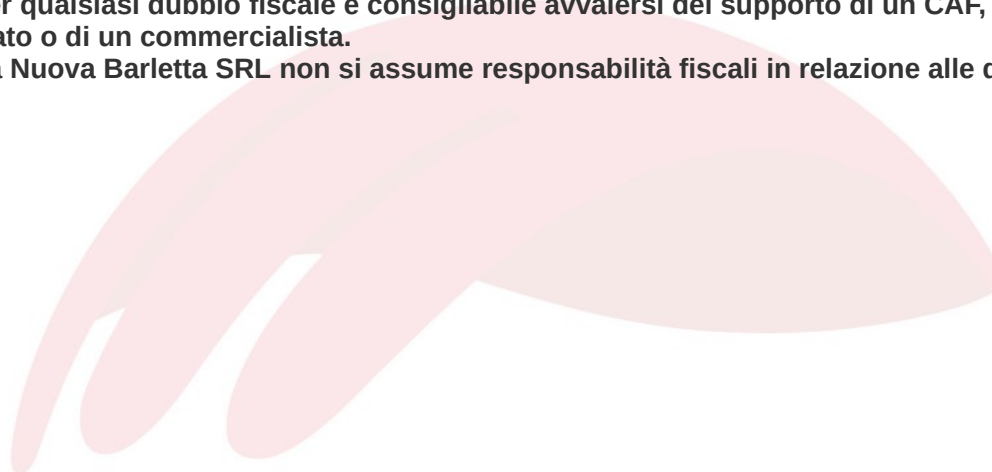 er qualsiasi dubbio fiscale è consigliabile avvalersi del supporto di un CAF,
ato o di un commercialista.
a Nuova Barletta SRL non si assume responsabilità fiscali in relazione alle